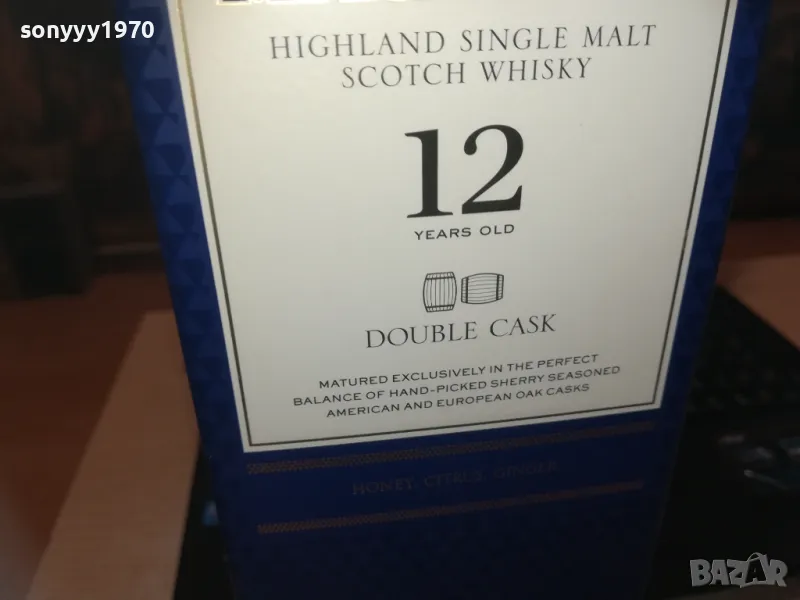 sonyyy1970
HIGHLAND SINGLE MALT
SCOTCH WHISKY
12
YEARS OLD
DOUBLE CASK
MATURED EXCLUSIVELY IN THE PERFECT
BALANCE OF HAND-PICKED SHERRY SEASONED
AMERICAN AND EUROPEAN OAK CASKS
HONEY, CITRUS, GINGER
BAZAR